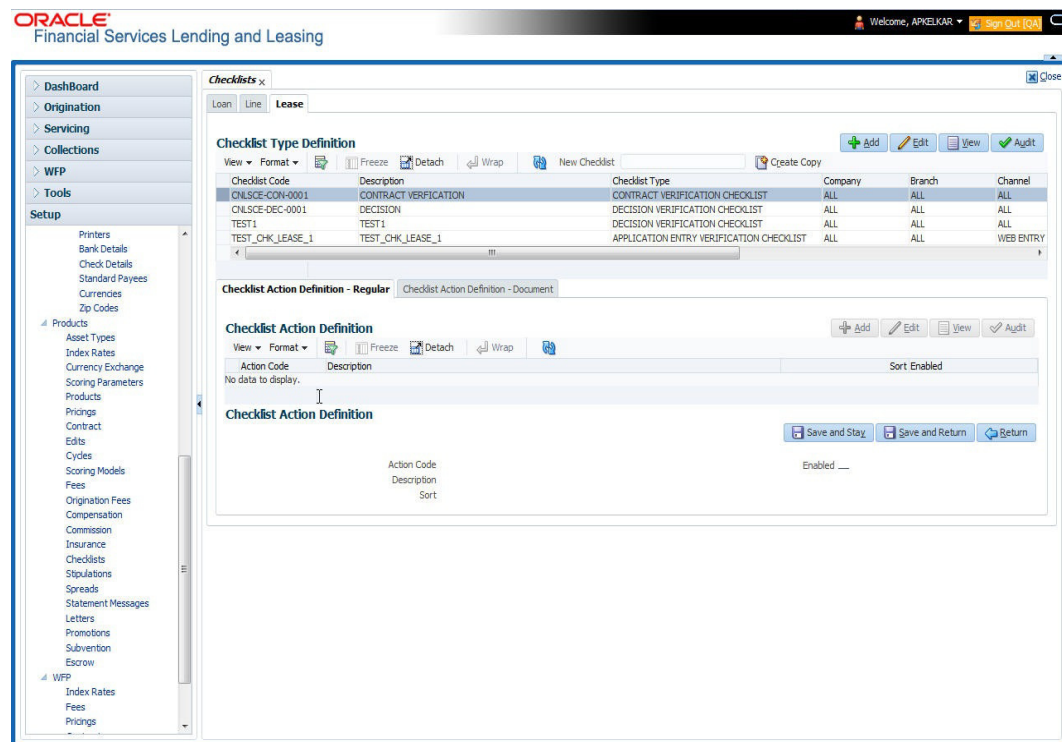 ORACLE
Financial Services Lending and Leasing
Welcome, APKELKAR
Sign Out [QA]
Close
DashBoard
Origination
Servicing
Collections
WFP
Tools
Setup
Printers
Bank Details
Check Details
Standard Payees
Currencies
Zip Codes
Products
Asset Types
Index Rates
Currency Exchange
Scoring Parameters
Products
Pricings
Contract
Edits
Cycles
Scoring Models
Fees
Origination Fees
Compensation
Commission
Insurance
Checklists
Stipulations
Spreads
Statement Messages
Letters
Promotions
Subvention
Escrow
WFP
Index Rates
Fees
Pricings
Checklists x
Loan Line Lease
Checklist Type Definition
Add Edit View Audit
View Format Freeze Detach Wrap New Checklist Create Copy
Checklist Code Description Checklist Type Company Branch Channel
CNLSCE-CON-0001 CONTRACT VERFICATION CONTRACT VERIFICATION CHECKLIST ALL ALL ALL
CNLSCE-DEC-0001 DECISION DECISION VERIFICATION CHECKLIST ALL ALL ALL
TEST1 TEST1 DECISION VERIFICATION CHECKLIST ALL ALL ALL
TEST_CHK_LEASE_1 TEST_CHK_LEASE_1 APPLICATION ENTRY VERIFICATION CHECKLIST ALL ALL WEB ENTRY
Checklist Action Definition - Regular Checklist Action Definition - Document
Checklist Action Definition
Add Edit View Audit
View Format Freeze Detach Wrap
Action Code Description Sort Enabled
No data to display.
Checklist Action Definition
Save and Stay Save and Return Return
Action Code Enabled
Description
Sort